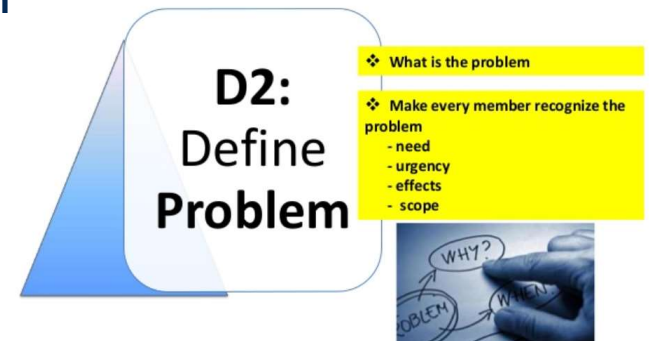 D2:
Define
Problem
❖ What is the problem
❖ Make every member recognize the
problem
- need
- urgency
- effects
- scope
WHY?
WHEN?
OBLEM